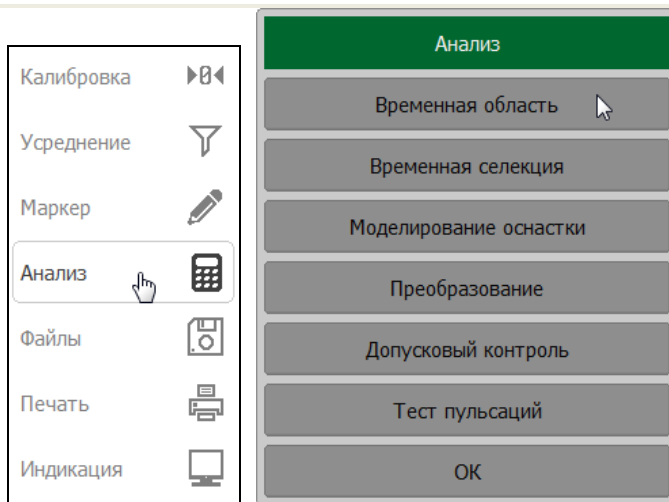 Калибровка
Усреднение
Маркер
Анализ
Файлы
Печать
Индикация
Анализ
Временная область
Временная селекция
Моделирование оснастки
Преобразование
Допусковый контроль
Тест пульсаций
ОК